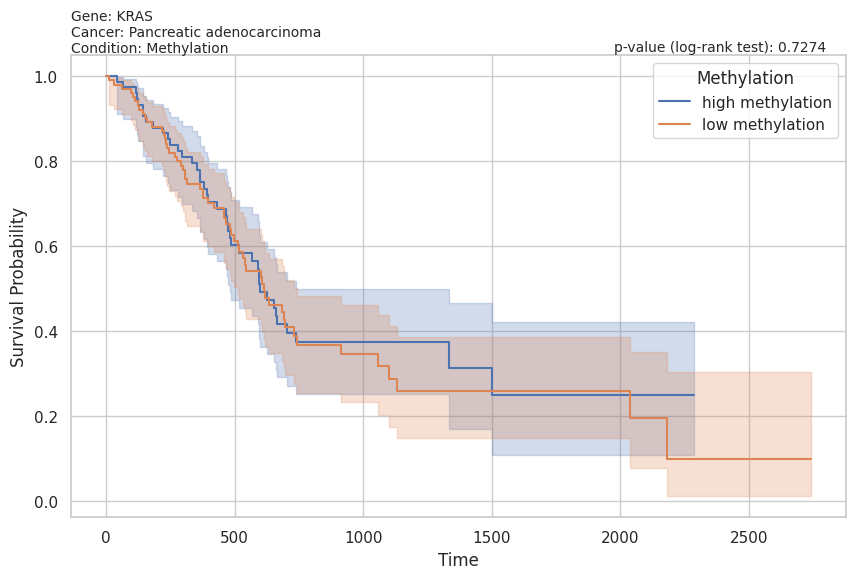 Gene: KRAS
Cancer: Pancreatic adenocarcinoma
Condition: Methylation
p-value (log-rank test): 0.7274
Methylation
high methylation
low methylation
1.0
0.8
0.6
0.4
0.2
0.0
Survival Probability
0
500
1000
1500
2000
2500
Time